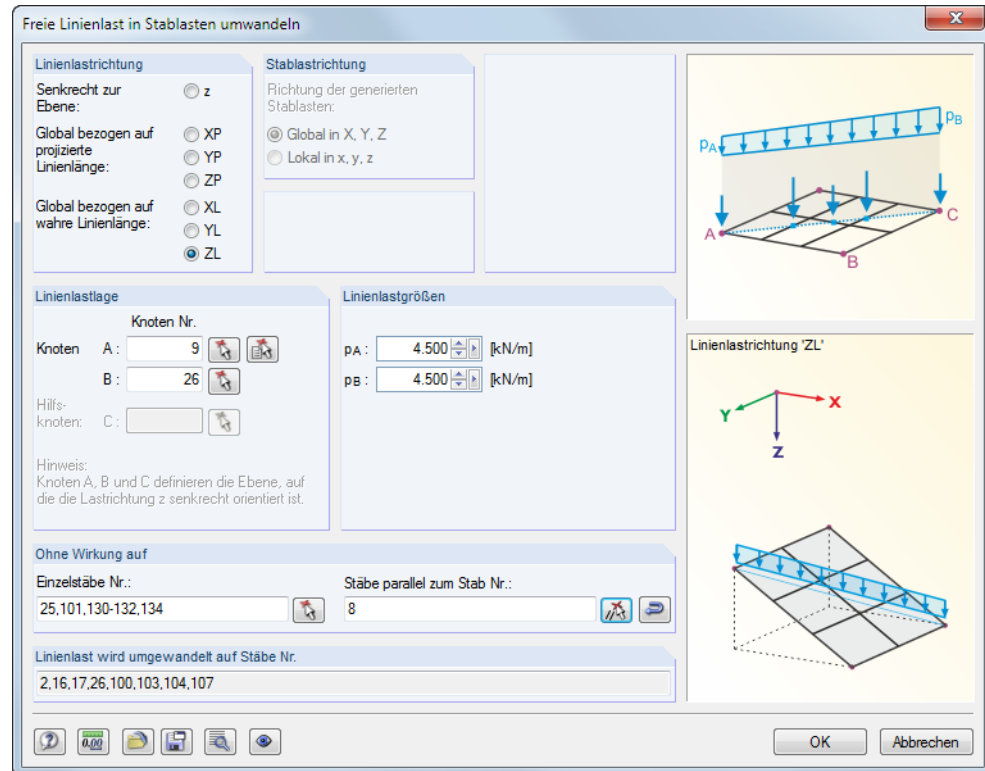 Freie Linienlast in Stablasten umwandeln
Linienlastrichtung
Senkrecht zur
Ebene:
z
Global bezogen auf
projizierte
Linienlänge:
XP
YP
ZP
Global bezogen auf
wahre Linienlänge:
XL
YL
ZL
Stablastrichtung
Richtung der generierten
Stablasten:
Global in X, Y, Z
Lokal in x, y, z
pA
pB
A
B
C
Linienlastlage
Knoten Nr.
Knoten A : 9
B : 26
Hilfs-
knoten: C :
Hinweis:
Knoten A, B und C definieren die Ebene, auf
die die Lastrichtung z senkrecht orientiert ist.
Linienlastgrößen
pA : 4.500 [kN/m]
pB : 4.500 [kN/m]
Linienlastrichtung 'ZL'
X
Y
Z
Ohne Wirkung auf
Einzelstäbe Nr.:
25,101,130-132,134
Stäbe parallel zum Stab Nr.:
8
Linienlast wird umgewandelt auf Stäbe Nr.
2,16,17,26,100,103,104,107
0.00
OK
Abbrechen